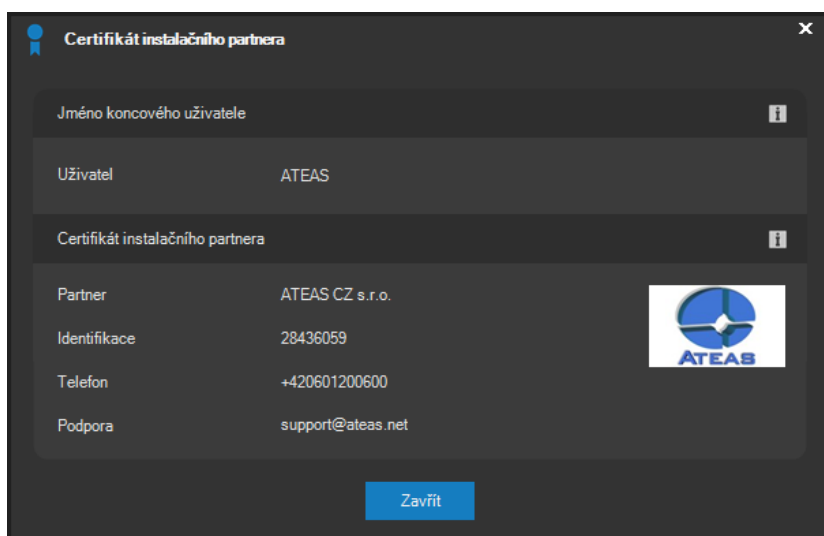 Certifikát instalačního partnera
Jméno koncového uživatele
Uživatel ATEAS
Certifikát instalačního partnera
Partner ATEAS CZ s.r.o.
Identifikace 28436059
Telefon +420601200600
Podpora support@ateas.net
ATEAS
Zavřít